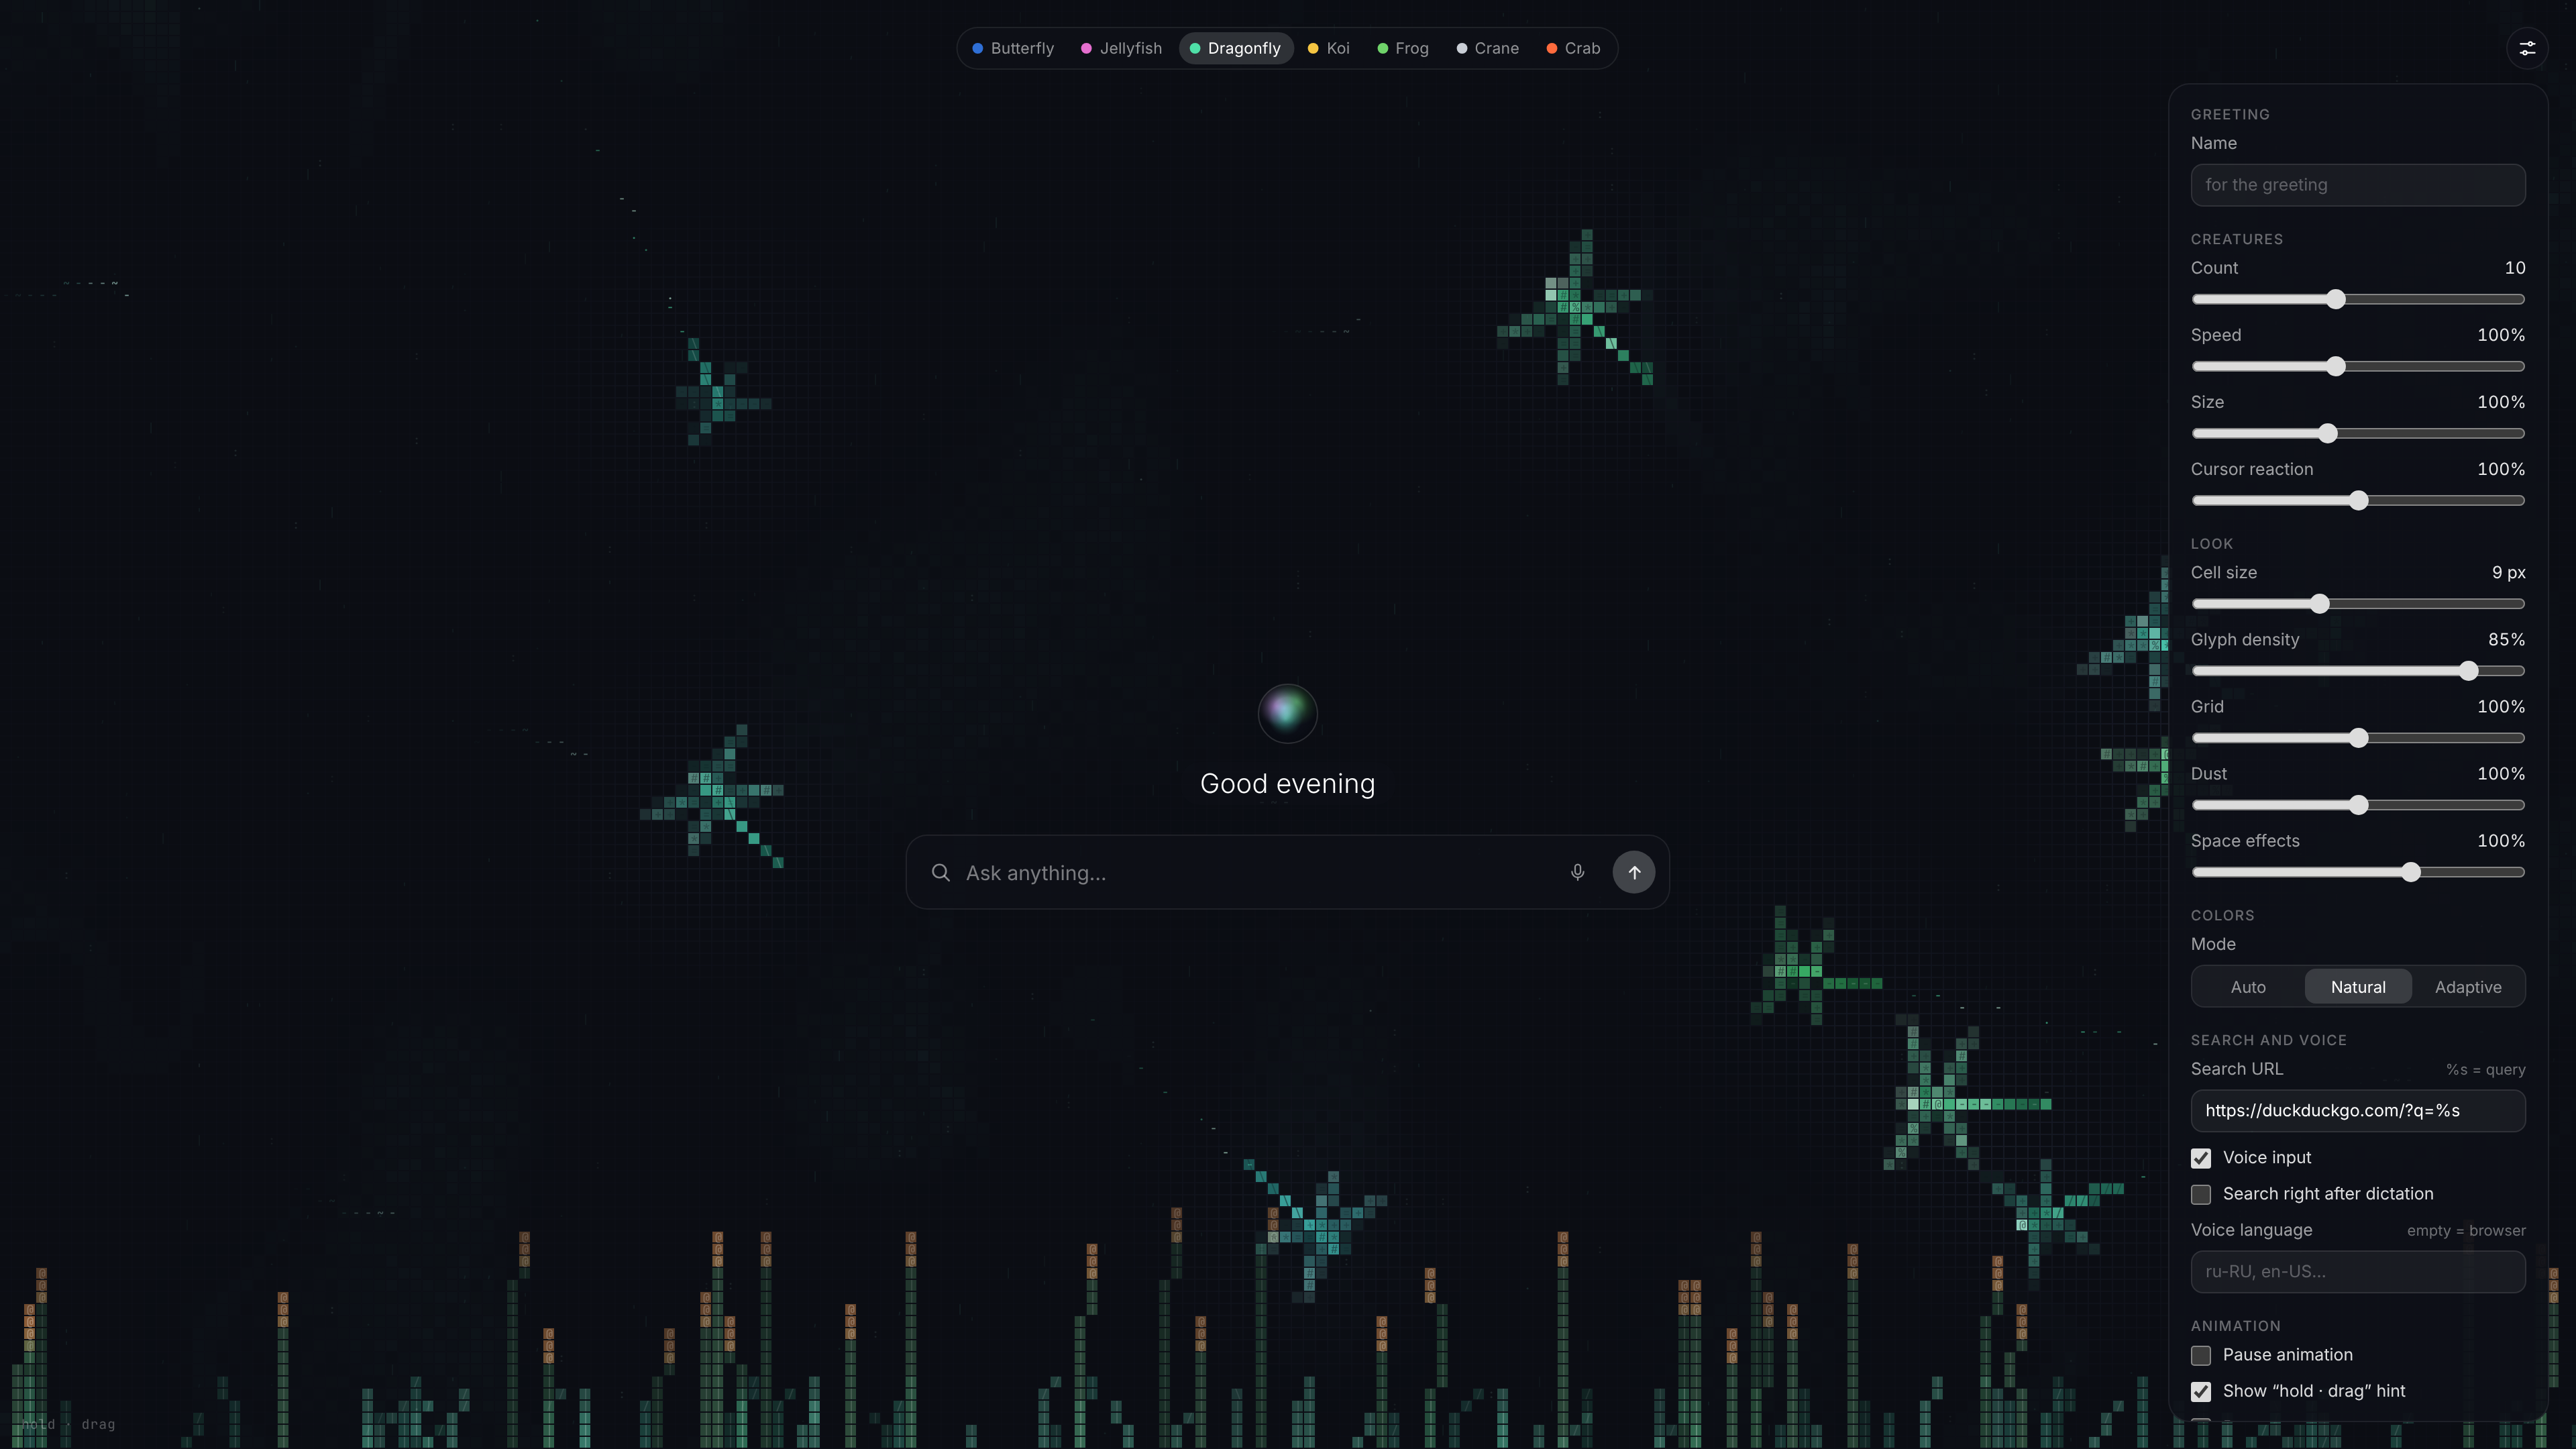 Butterfly Jellyfish Dragonfly Koi Frog Crane Crab
GREETING
Name
for the greeting
CREATURES
Count 10
Speed 100%
Size 100%
Cursor reaction 100%
LOOK
Cell size 9 px
Glyph density 85%
Grid 100%
Dust 100%
Space effects 100%
COLORS
Mode
Auto Natural Adaptive
SEARCH AND VOICE
Search URL %s = query
https://duckduckgo.com/?q=%s
Voice input
Search right after dictation
Voice language empty = browser
ru-RU, en-US...
ANIMATION
Pause animation
Show “hold · drag” hint
Good evening
Ask anything...
hold · drag